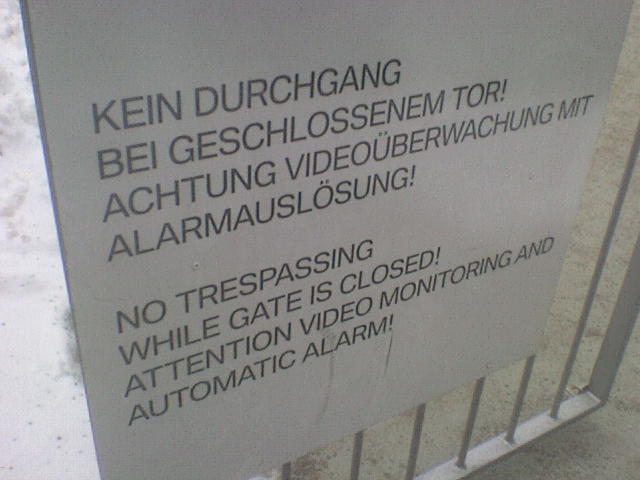 KEIN DURCHGANG
BEI GESCHLOSSENEM TOR!
ACHTUNG VIDEOÜBERWACHUNG MIT
ALARMAUSLÖSUNG!
NO TRESPASSING
WHILE GATE IS CLOSED!
ATTENTION VIDEO MONITORING AND
AUTOMATIC ALARM!